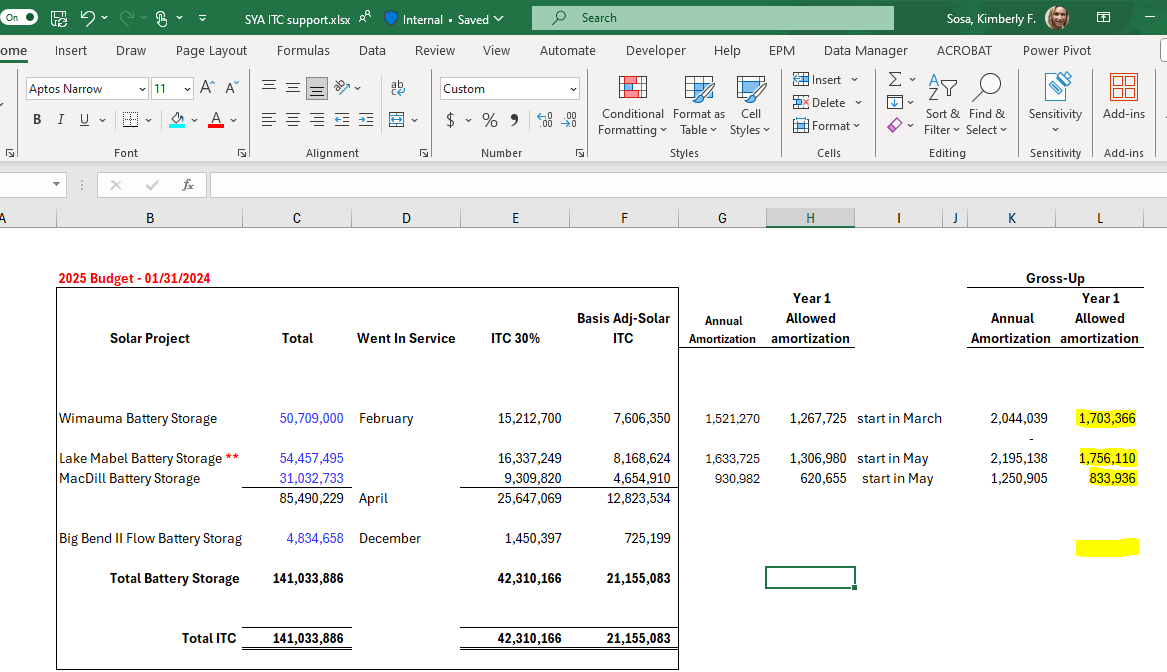 On SYA ITC support.xlsx Internal • Saved Search Sosa, Kimberly F.
ome Insert Draw Page Layout Formulas Data Review View Automate Developer Help EPM Data Manager ACROBAT Power Pivot
Aptos Narrow 11 A A ab Custom Insert Σ A Z
B I U A $ % Conditional Format as Cell Delete Sort & Find & Sensitivity Add-ins
Formatting Table Styles Format Filter Select
Font Alignment Number Styles Cells Editing Sensitivity Add-ins
fx
A B C D E F G H I J K L
2025 Budget - 01/31/2024 Gross-Up
Year 1 Year 1
Basis Adj-Solar Annual Allowed Annual Allowed
Solar Project Total Went In Service ITC 30% ITC Amortization amortization Amortization amortization
Wimauma Battery Storage 50,709,000 February 15,212,700 7,606,350 1,521,270 1,267,725 start in March 2,044,039 1,703,366
-
Lake Mabel Battery Storage ** 54,457,495 16,337,249 8,168,624 1,633,725 1,306,980 start in May 2,195,138 1,756,110
MacDill Battery Storage 31,032,733 9,309,820 4,654,910 930,982 620,655 start in May 1,250,905 833,936
85,490,229 April 25,647,069 12,823,534
Big Bend II Flow Battery Storag 4,834,658 December 1,450,397 725,199
Total Battery Storage 141,033,886 42,310,166 21,155,083
Total ITC 141,033,886 42,310,166 21,155,083